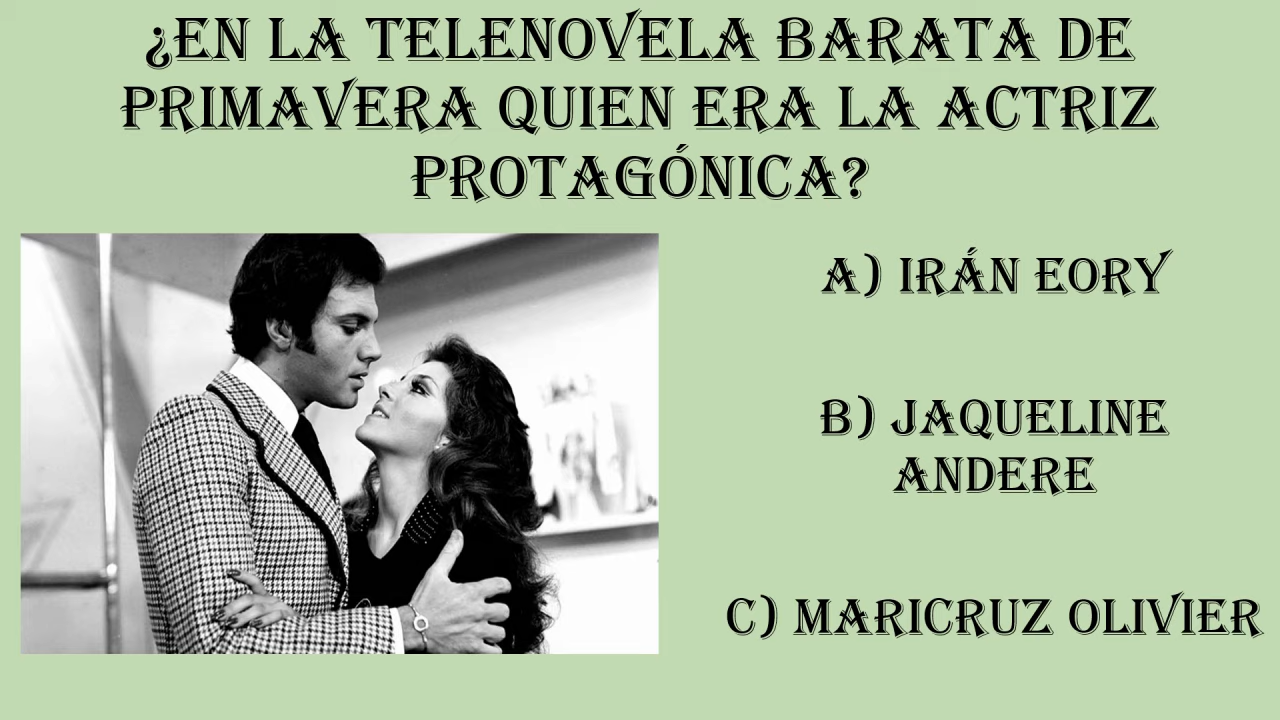 ¿EN LA TELENOVELA BARATA DE
PRIMAVERA QUIEN ERA LA ACTRIZ
PROTAGÓNICA?
A) IRÁN EORY
B) JAQUELINE
ANDERE
C) MARICRUZ OLIVIER